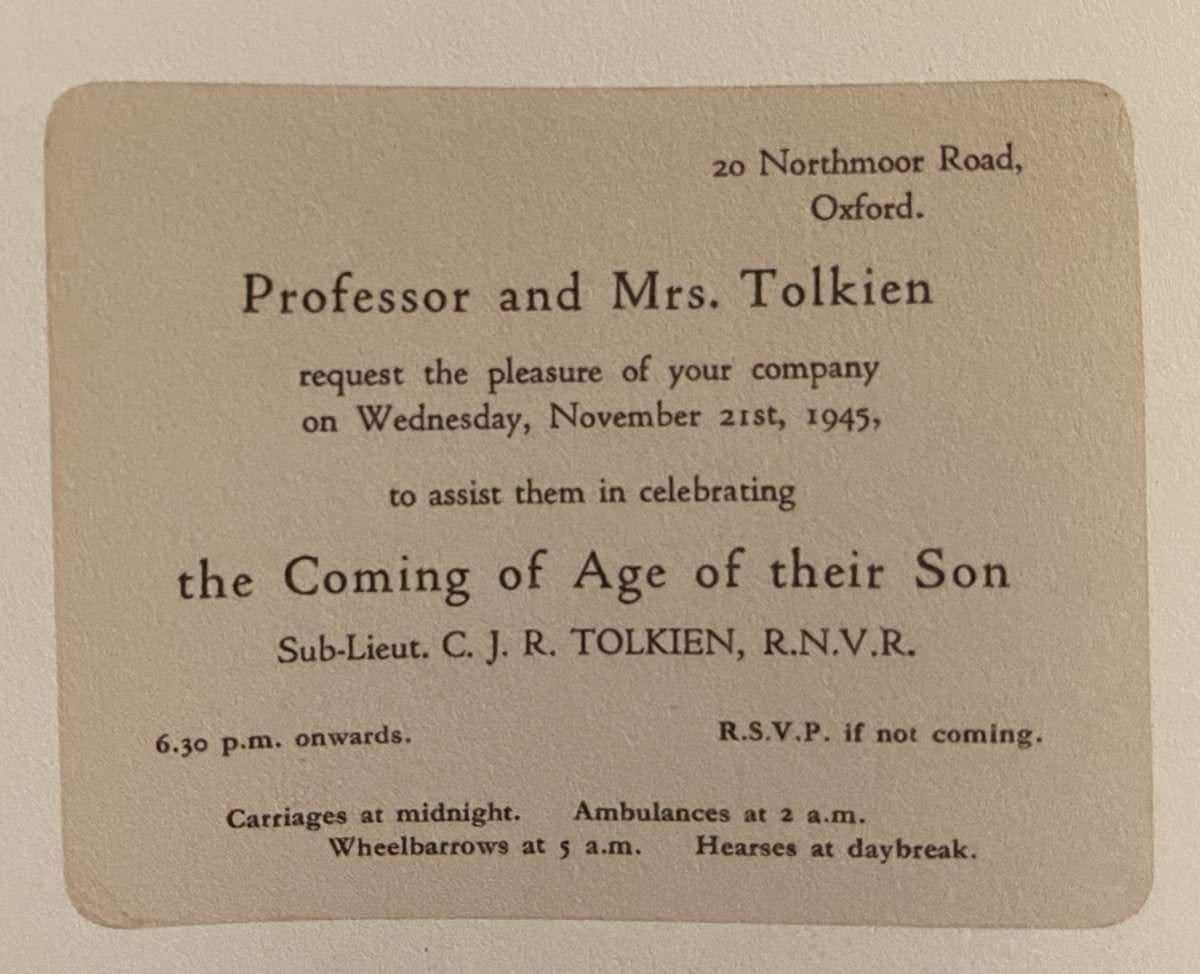 20 Northmoor Road,
Oxford.
Professor and Mrs. Tolkien
request the pleasure of your company
on Wednesday, November 21st, 1945,
to assist them in celebrating
the Coming of Age of their Son
Sub-Lieut. C. J. R. TOLKIEN, R.N.V.R.
6.30 p.m. onwards. R.S.V.P. if not coming.
Carriages at midnight. Ambulances at 2 a.m.
Wheelbarrows at 5 a.m. Hearses at daybreak.